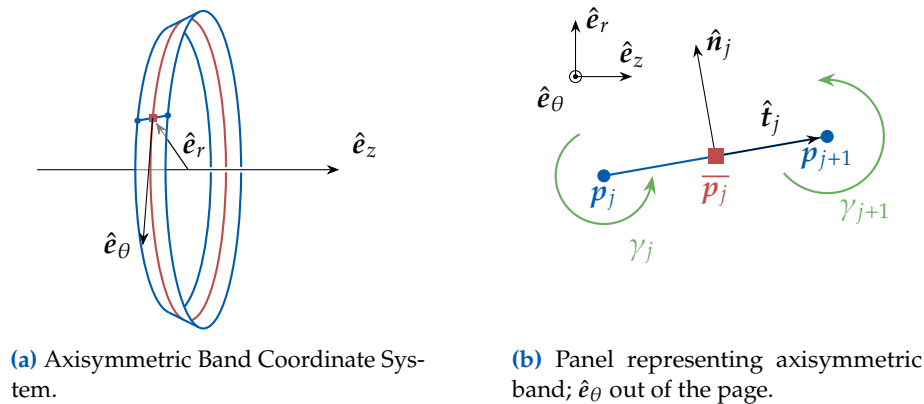 ê_r
ê_z
ê_θ
(a) Axisymmetric Band Coordinate Sys-
tem.
ê_r
n̂_j
ê_z
ê_θ
t̂_j
p_j
p̅_j
p_{j+1}
γ_j
γ_{j+1}
(b) Panel representing axisymmetric
band; ê_θ out of the page.